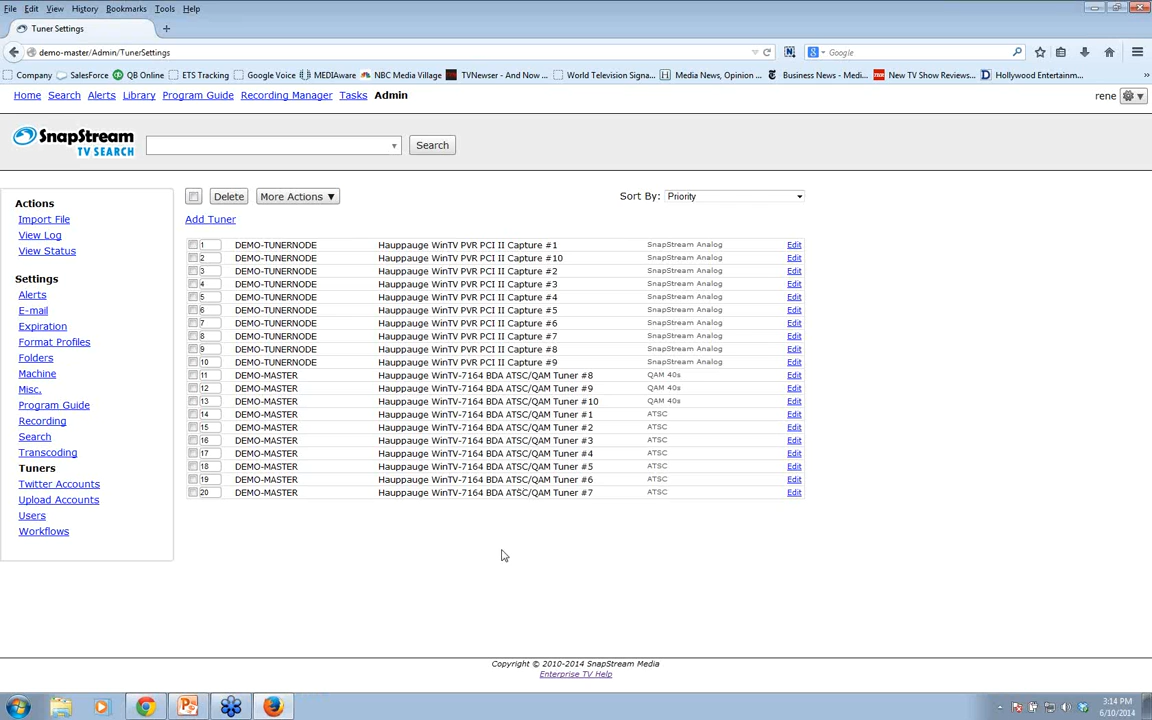 File Edit View History Bookmarks Tools Help
Tuner Settings
demo-master/Admin/TunerSettings
Google
Company SalesForce QB Online ETS Tracking Google Voice MEDIAware NBC Media Village TVNewser - And Now ... World Television Signa... Media News, Opinion ... Business News - Medi... New TV Show Reviews... Hollywood Entertainm...
Home Search Alerts Library Program Guide Recording Manager Tasks Admin
rene
SnapStream
TV SEARCH
Search
Actions
Import File
View Log
View Status
Settings
Alerts
E-mail
Expiration
Format Profiles
Folders
Machine
Misc.
Program Guide
Recording
Search
Transcoding
Tuners
Twitter Accounts
Upload Accounts
Users
Workflows
Delete More Actions ▼
Sort By: Priority
Add Tuner
1 DEMO-TUNERNODE Hauppauge WinTV PVR PCI II Capture #1 SnapStream Analog Edit
2 DEMO-TUNERNODE Hauppauge WinTV PVR PCI II Capture #10 SnapStream Analog Edit
3 DEMO-TUNERNODE Hauppauge WinTV PVR PCI II Capture #2 SnapStream Analog Edit
4 DEMO-TUNERNODE Hauppauge WinTV PVR PCI II Capture #3 SnapStream Analog Edit
5 DEMO-TUNERNODE Hauppauge WinTV PVR PCI II Capture #4 SnapStream Analog Edit
6 DEMO-TUNERNODE Hauppauge WinTV PVR PCI II Capture #5 SnapStream Analog Edit
7 DEMO-TUNERNODE Hauppauge WinTV PVR PCI II Capture #6 SnapStream Analog Edit
8 DEMO-TUNERNODE Hauppauge WinTV PVR PCI II Capture #7 SnapStream Analog Edit
9 DEMO-TUNERNODE Hauppauge WinTV PVR PCI II Capture #8 SnapStream Analog Edit
10 DEMO-TUNERNODE Hauppauge WinTV PVR PCI II Capture #9 SnapStream Analog Edit
11 DEMO-MASTER Hauppauge WinTV-7164 BDA ATSC/QAM Tuner #8 QAM 40s Edit
12 DEMO-MASTER Hauppauge WinTV-7164 BDA ATSC/QAM Tuner #9 QAM 40s Edit
13 DEMO-MASTER Hauppauge WinTV-7164 BDA ATSC/QAM Tuner #10 QAM 40s Edit
14 DEMO-MASTER Hauppauge WinTV-7164 BDA ATSC/QAM Tuner #1 ATSC Edit
15 DEMO-MASTER Hauppauge WinTV-7164 BDA ATSC/QAM Tuner #2 ATSC Edit
16 DEMO-MASTER Hauppauge WinTV-7164 BDA ATSC/QAM Tuner #3 ATSC Edit
17 DEMO-MASTER Hauppauge WinTV-7164 BDA ATSC/QAM Tuner #4 ATSC Edit
18 DEMO-MASTER Hauppauge WinTV-7164 BDA ATSC/QAM Tuner #5 ATSC Edit
19 DEMO-MASTER Hauppauge WinTV-7164 BDA ATSC/QAM Tuner #6 ATSC Edit
20 DEMO-MASTER Hauppauge WinTV-7164 BDA ATSC/QAM Tuner #7 ATSC Edit
Copyright © 2010-2014 SnapStream Media
Enterprise TV Help
3:14 PM
6/10/2014